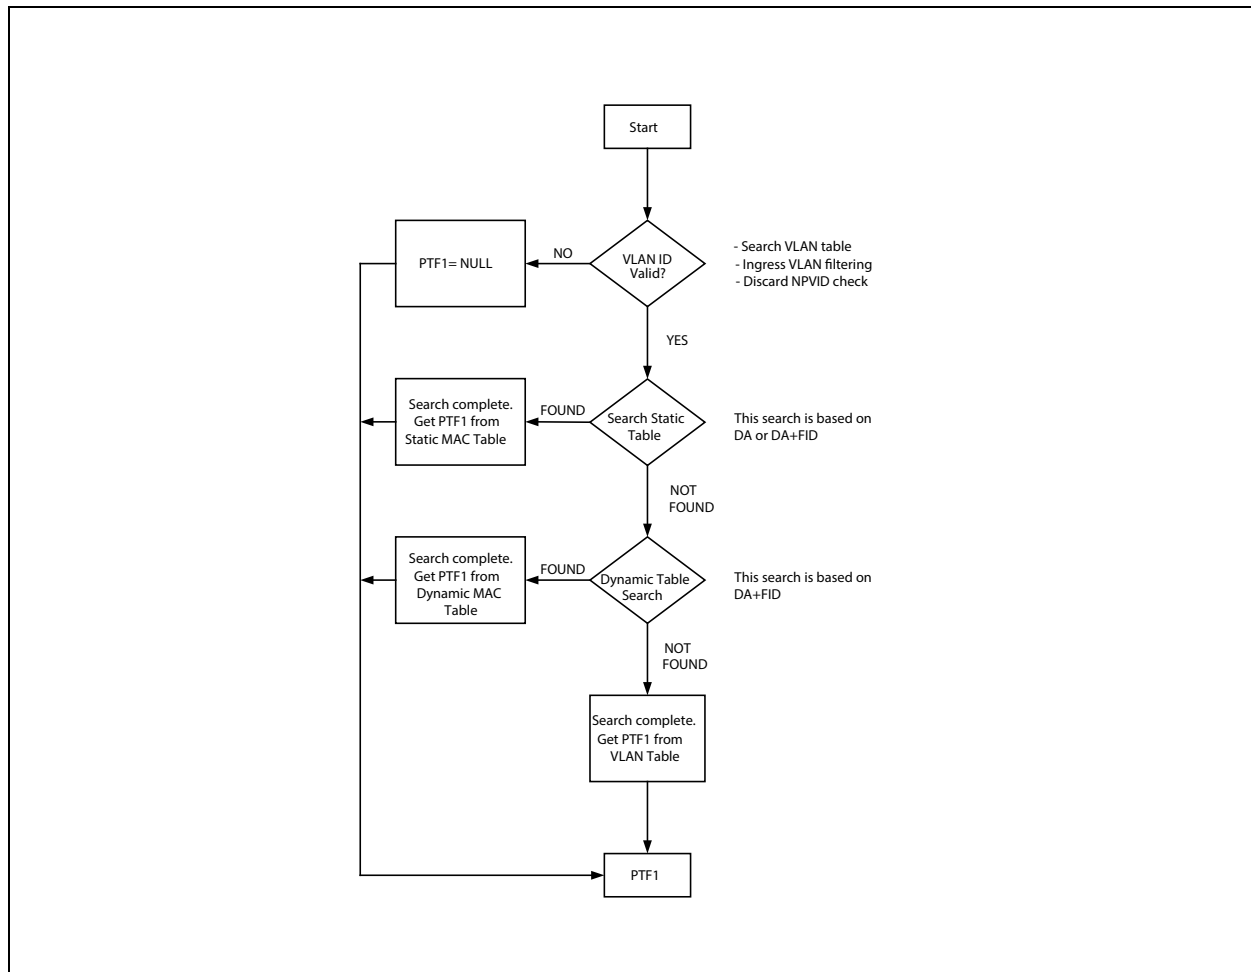 Start
PTF1= NULL
NO
VLAN ID
Valid?
- Search VLAN table
- Ingress VLAN filtering
- Discard NPVID check
YES
Search complete.
Get PTF1 from
Static MAC Table
FOUND
Search Static
Table
This search is based on
DA or DA+FID
NOT
FOUND
Search complete.
Get PTF1 from
Dynamic MAC
Table
FOUND
Dynamic Table
Search
This search is based on
DA+FID
NOT
FOUND
Search complete.
Get PTF1 from
VLAN Table
PTF1